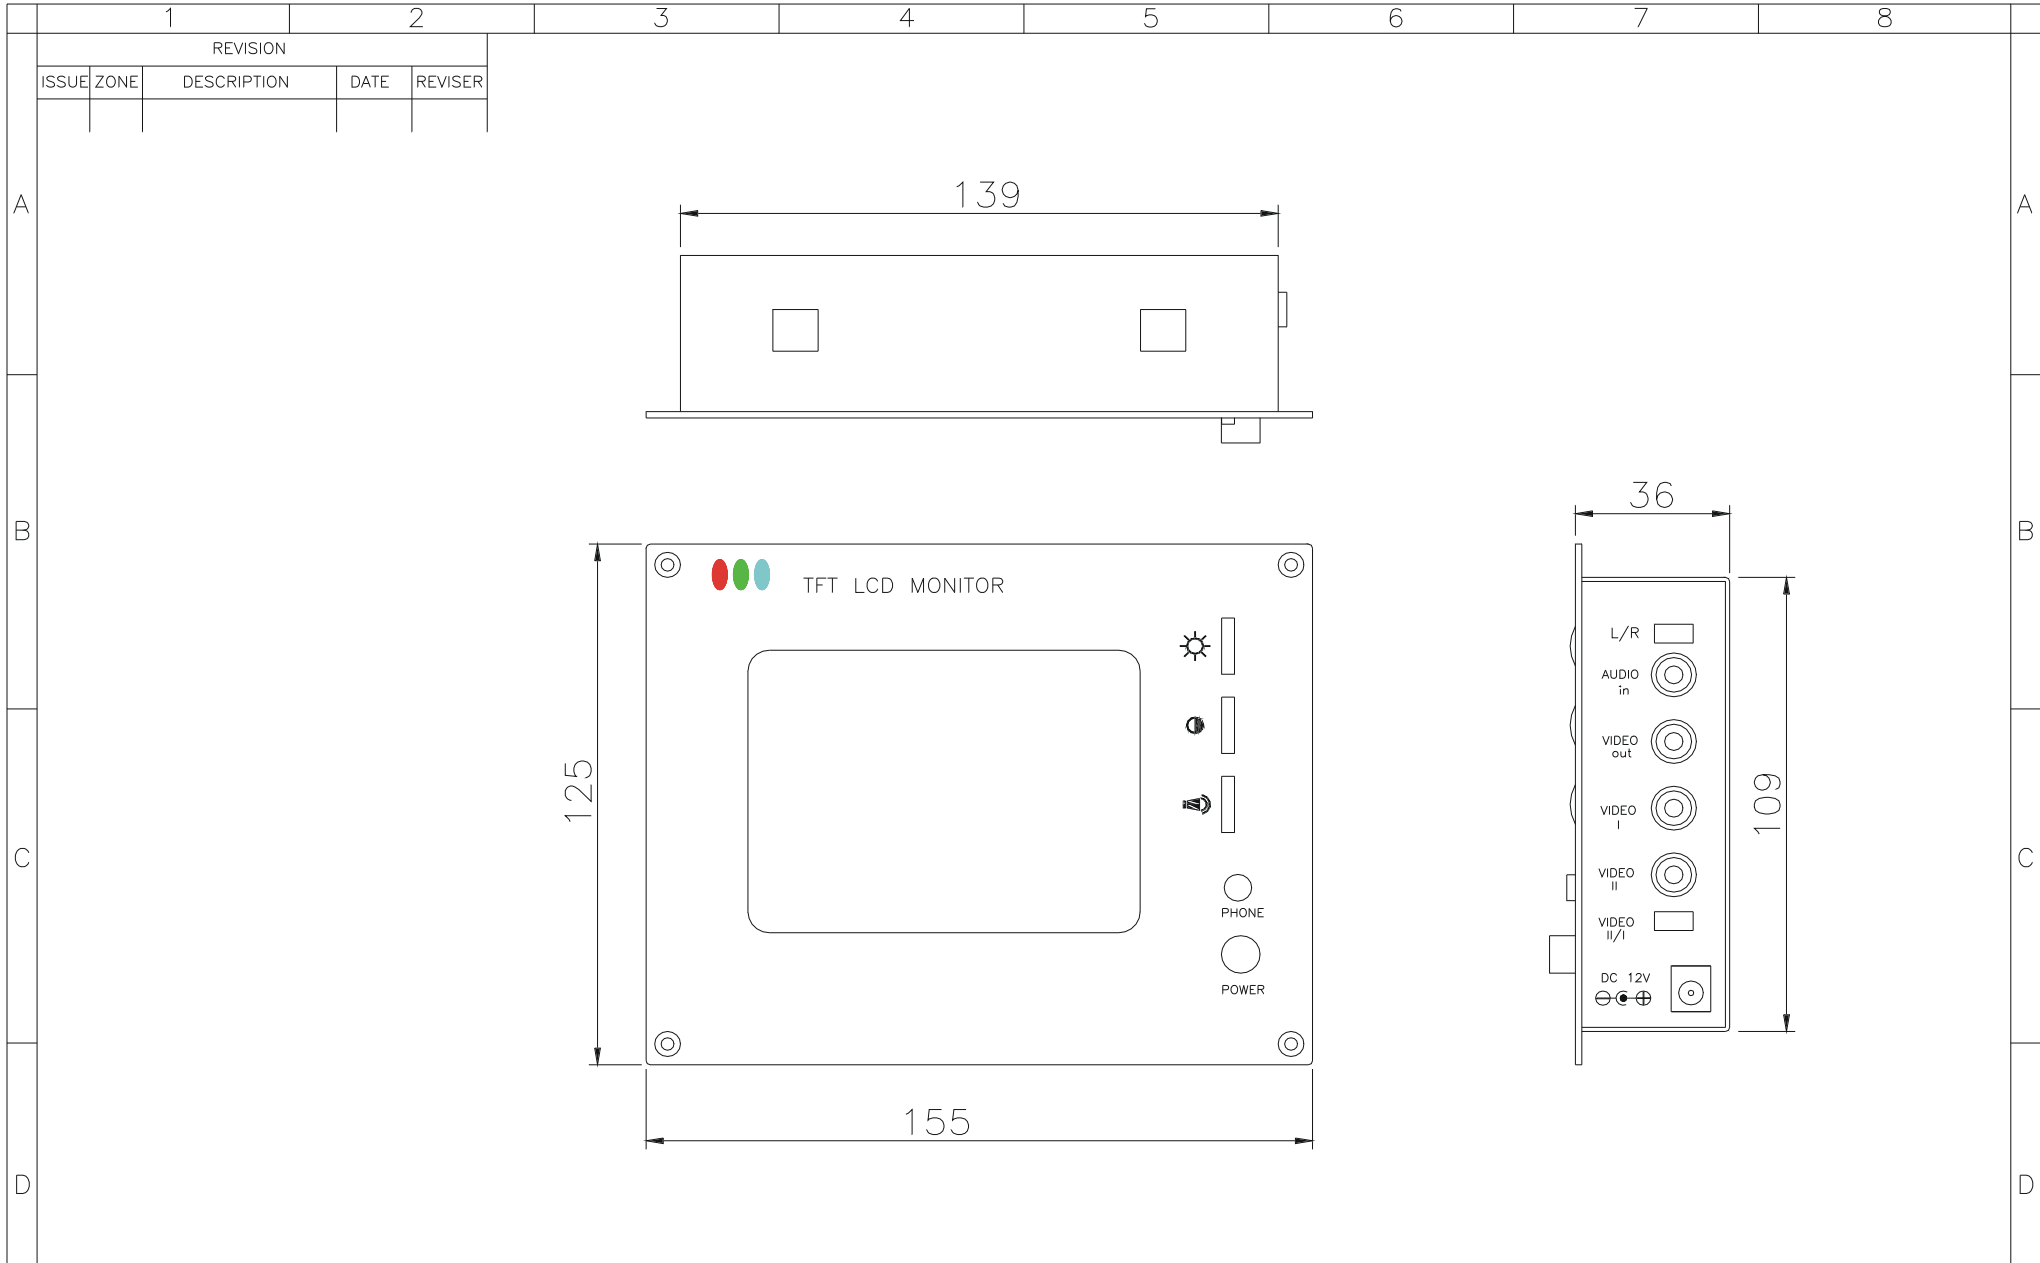 1 2 3 4 5 6 7 8
REVISION
ISSUE ZONE DESCRIPTION DATE REVISER
A A
139
36
B B
TFT LCD MONITOR
L/R
AUDIO
in
VIDEO
out
125
109
VIDEO
I
C C
VIDEO
II
PHONE
VIDEO
II/I
DC 12V
POWER
155
D D